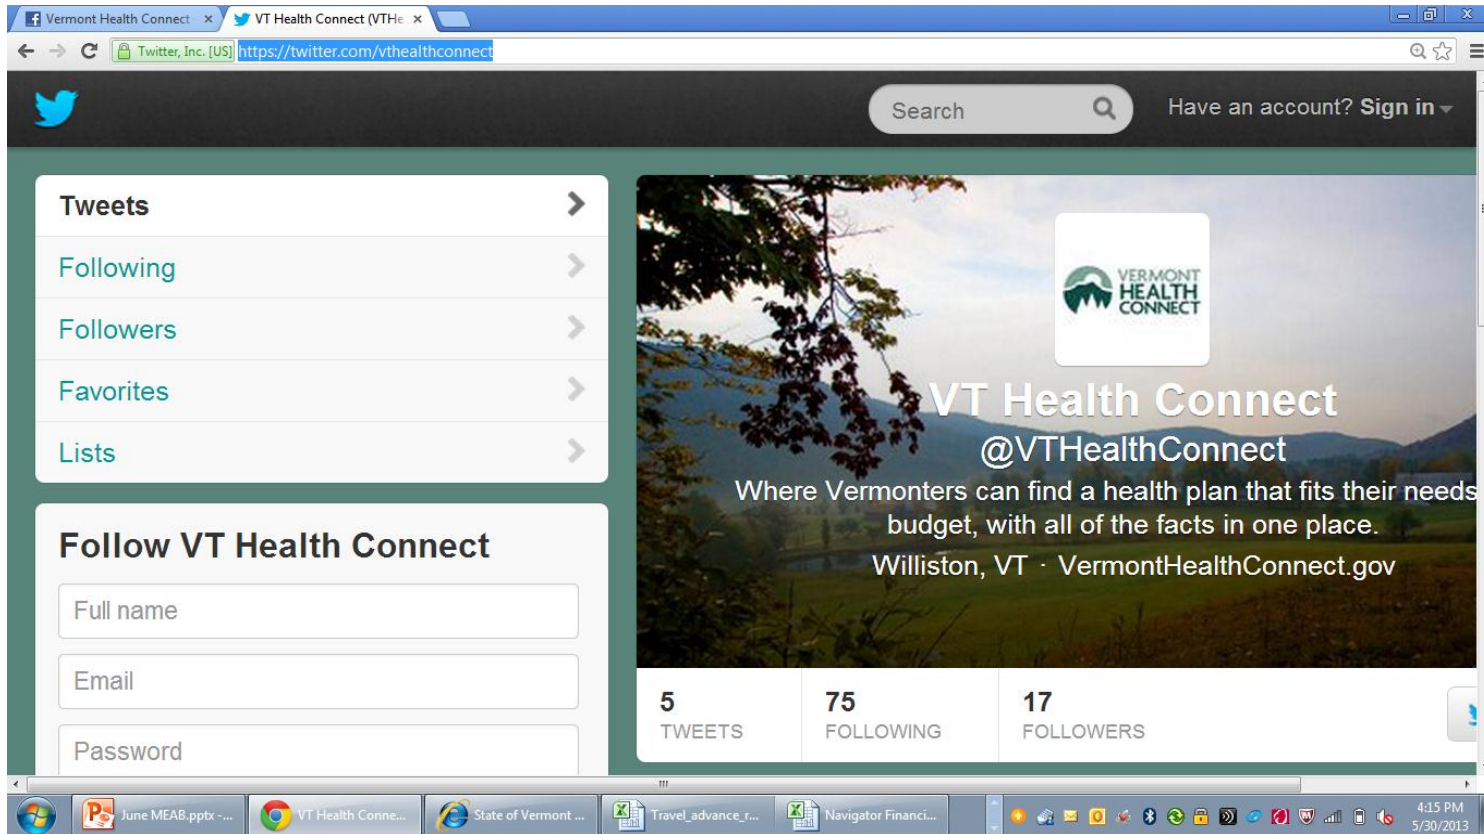 Vermont Health Connect
VT Health Connect (VTHe
Twitter, Inc. [US] https://twitter.com/vthealthconnect
Search
Have an account? Sign in
Tweets
Following
Followers
Favorites
Lists
Follow VT Health Connect
Full name
Email
Password
VERMONT
HEALTH
CONNECT
VT Health Connect
@VTHealthConnect
Where Vermonters can find a health plan that fits their needs
budget, with all of the facts in one place.
Williston, VT · VermontHealthConnect.gov
5 75 17
TWEETS FOLLOWING FOLLOWERS
June MEAB.pptx -... VT Health Conne... State of Vermont ... Travel_advance_r... Navigator Financi...
4:15 PM
5/30/2013